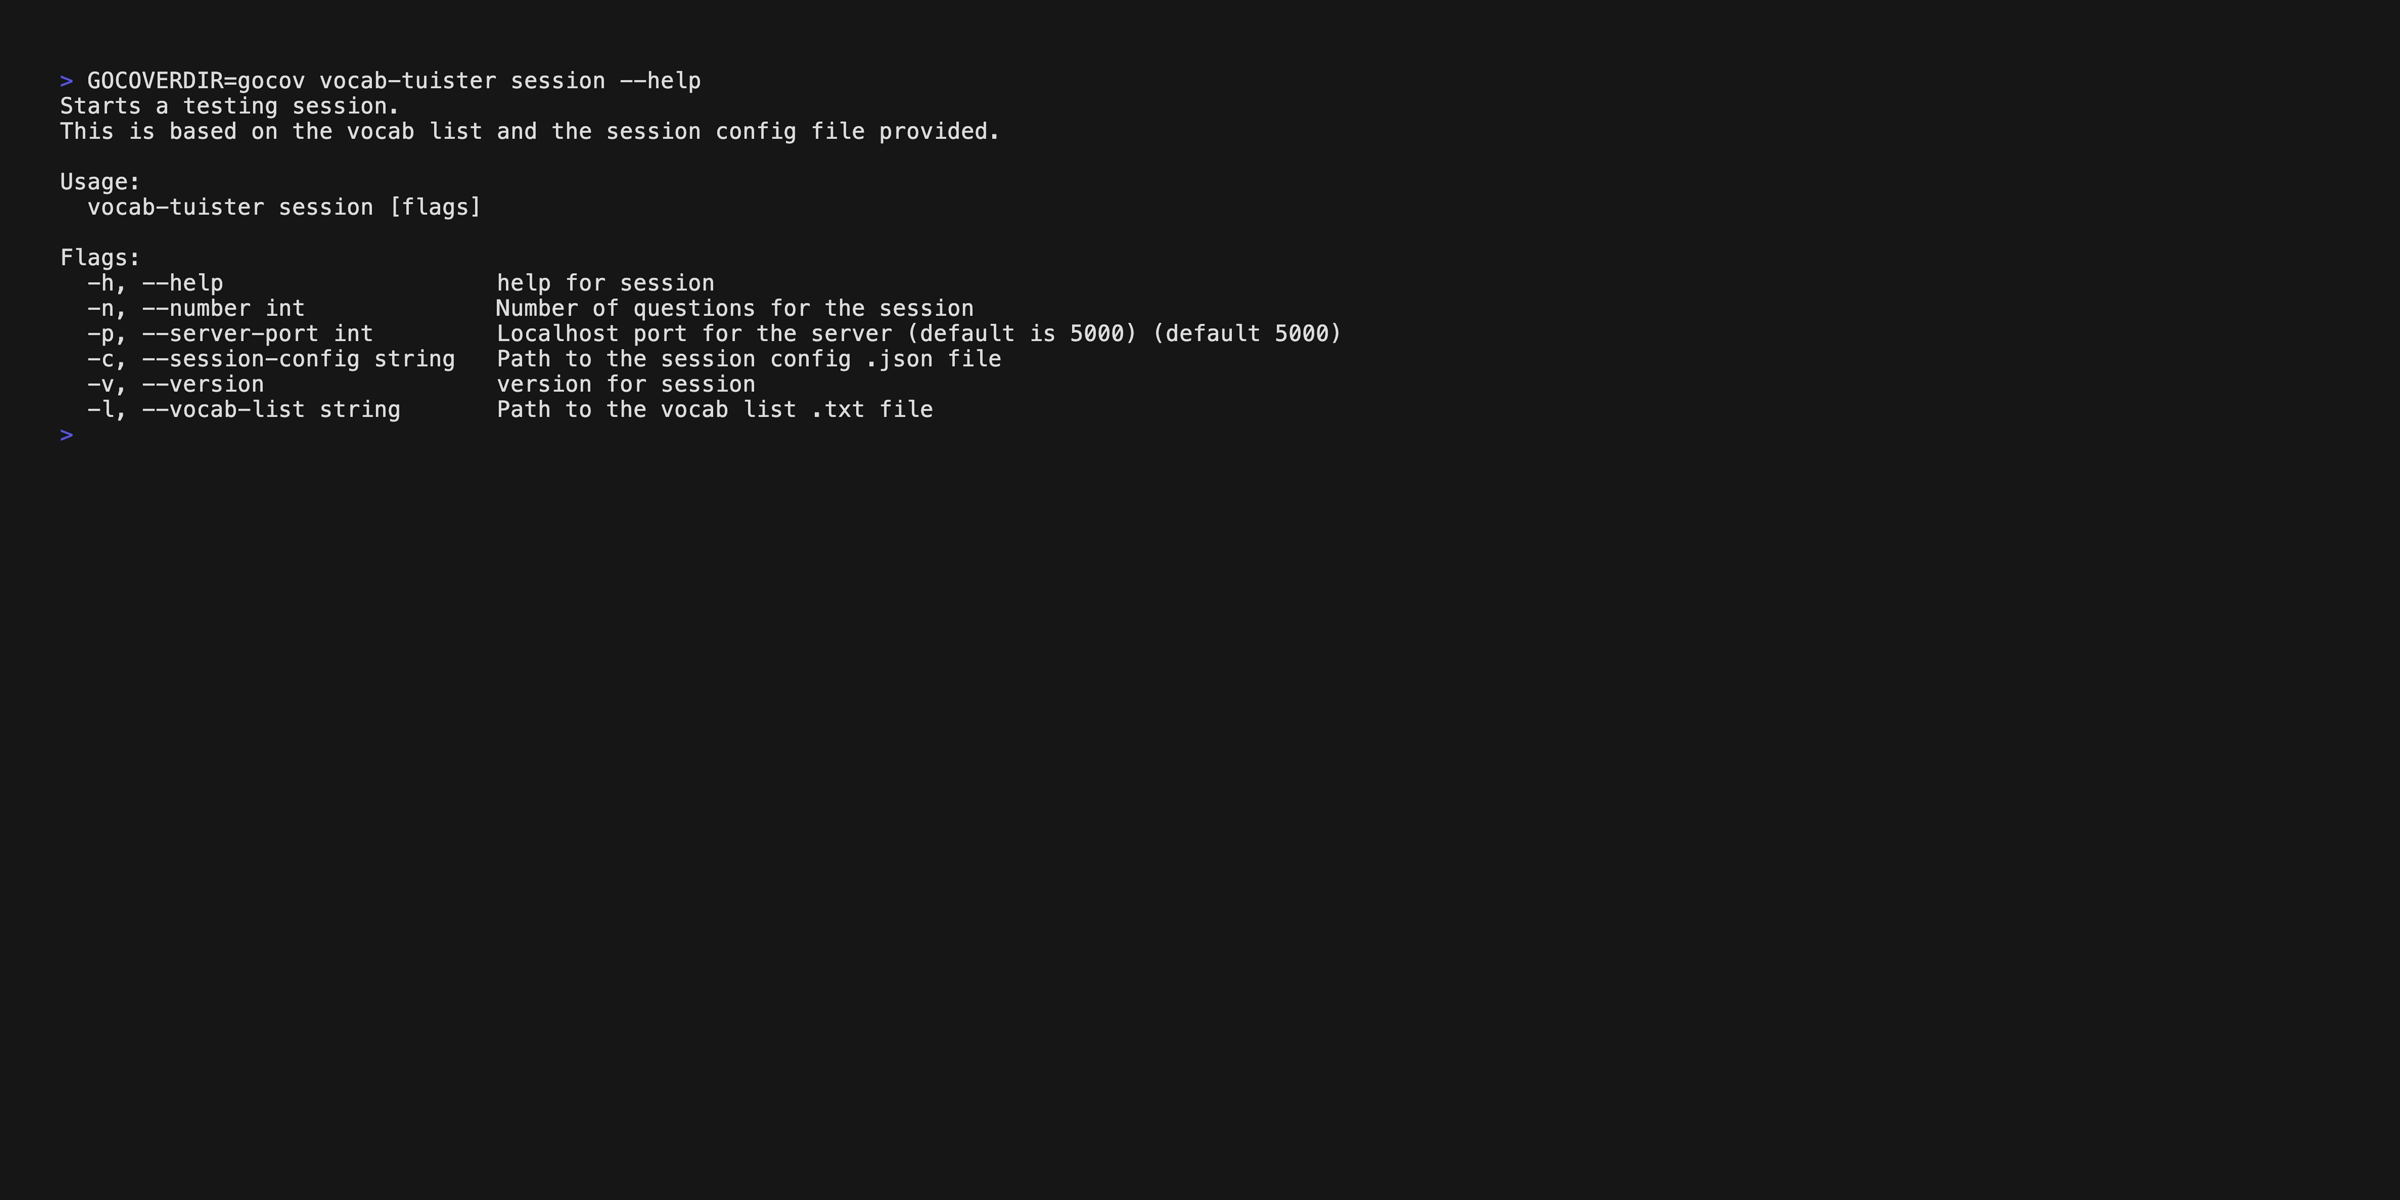 > GOCOVERDIR=gocov vocab-tuister session --help
Starts a testing session.
This is based on the vocab list and the session config file provided.

Usage:
  vocab-tuister session [flags]

Flags:
  -h, --help                    help for session
  -n, --number int              Number of questions for the session
  -p, --server-port int         Localhost port for the server (default is 5000) (default 5000)
  -c, --session-config string   Path to the session config .json file
  -v, --version                 version for session
  -l, --vocab-list string       Path to the vocab list .txt file
>